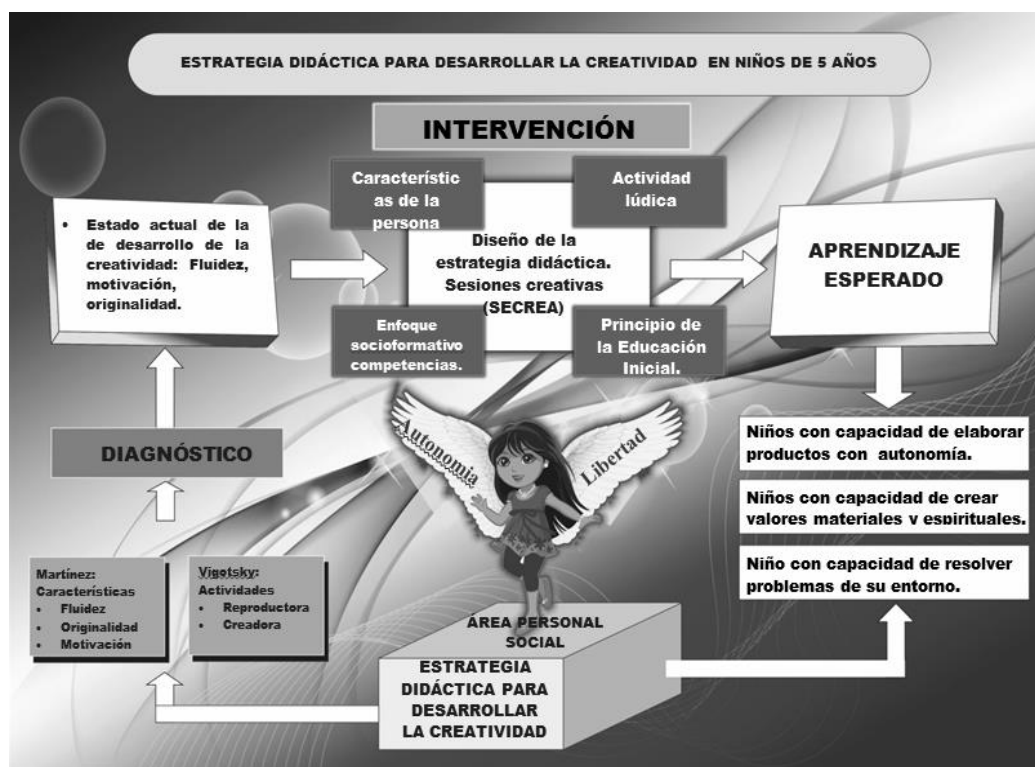 ESTRATEGIA DIDÁCTICA PARA DESARROLLAR LA CREATIVIDAD EN NIÑOS DE 5 AÑOS
INTERVENCIÓN
• Estado actual de la
de desarrollo de la
creatividad: Fluidez,
motivación,
originalidad.
Característic
as de la
persona
Actividad
lúdica
Diseño de la
estrategia didáctica.
Sesiones creativas
(SECREA)
Enfoque
socioformativo
competencias.
Principio de
la Educación
Inicial.
APRENDIZAJE
ESPERADO
DIAGNÓSTICO
Autonomia
Libertad
Niños con capacidad de elaborar
productos con autonomía.
Niños con capacidad de crear
valores materiales y espirituales.
Niño con capacidad de resolver
problemas de su entorno.
Martínez:
Características
• Fluidez
• Originalidad
• Motivación
Vigotsky:
Actividades
• Reproductora
• Creadora
ÁREA PERSONAL
SOCIAL
ESTRATEGIA
DIDÁCTICA PARA
DESARROLLAR
LA CREATIVIDAD